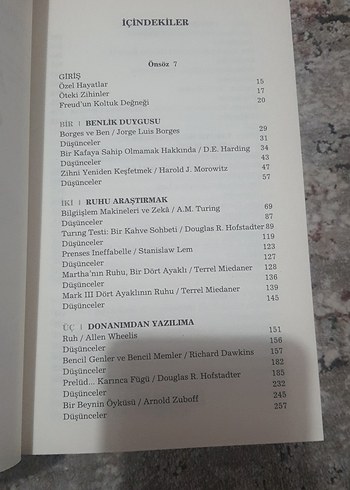 İÇİNDEKİLER
Önsöz 7
GİRİŞ
Özel Hayatlar 15
Öteki Zihinler 17
Freud'un Koltuk Değneği 20
BİR | BENLİK DUYGUSU
Borges ve Ben / Jorge Luis Borges 29
Düşünceler 31
Bir Kafaya Sahip Olmamak Hakkında / D.E. Harding 34
Düşünceler 43
Zihni Yeniden Keşfetmek / Harold J. Morowitz 47
Düşünceler 57
İKİ | RUHU ARAŞTIRMAK
Bilgiişlem Makineleri ve Zekâ / A.M. Turing 69
Düşünceler 87
Turing Testi: Bir Kahve Sohbeti / Douglas R. Hofstadter 89
Düşünceler 119
Prenses Ineffabelle / Stanislaw Lem 123
Düşünceler 127
Martha'nın Ruhu, Bir Dört Ayaklı / Terrel Miedaner 128
Düşünceler 136
Mark III Dört Ayaklının Ruhu / Terrel Miedaner 139
Düşünceler 145
ÜÇ | DONANIMDAN YAZILIMA
Ruh / Allen Wheelis 151
Düşünceler 156
Bencil Genler ve Bencil Memler / Richard Dawkins 157
Düşünceler 182
Prelüd... Karınca Fügü / Douglas R. Hofstadter 185
Düşünceler 232
Bir Beynin Öyküsü / Arnold Zuboff 245
Düşünceler 257